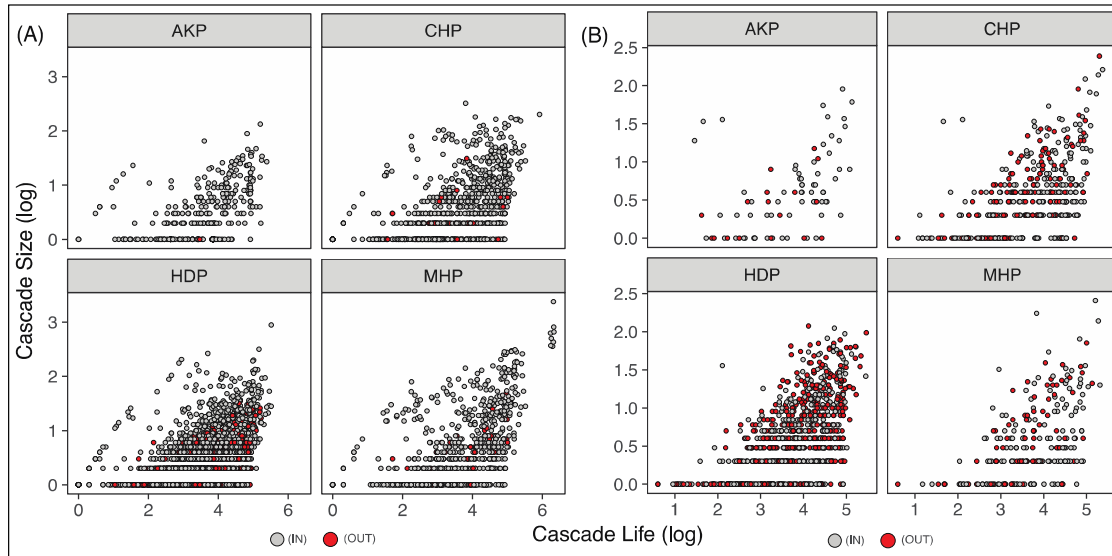 (A) AKP CHP (B) AKP CHP
2.5
3 2.0
2 1.5
1.0
1 0.5
0 0.0
Cascade Size (log)
HDP MHP HDP MHP
2.5
3 2.0
2 1.5
1 1.0
0.5
0 0.0
0 2 4 6 0 2 4 6 1 2 3 4 5 1 2 3 4 5
Cascade Life (log)
(IN) (OUT) (IN) (OUT)